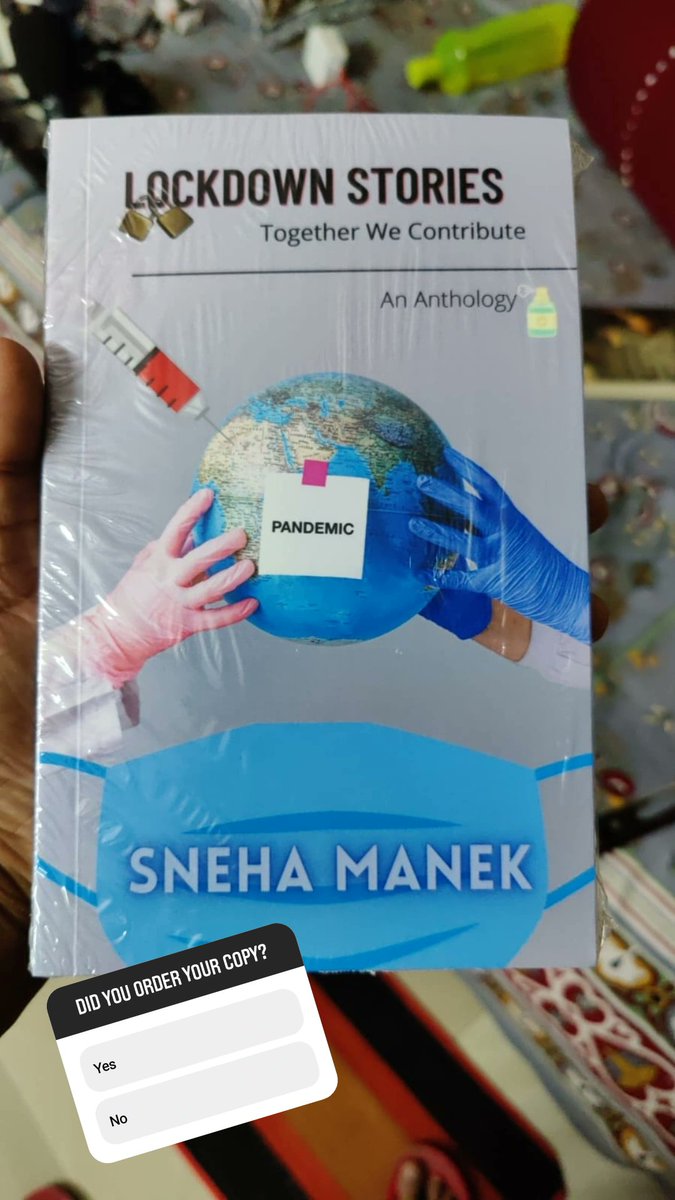 LOCKDOWN STORIES
Together We Contribute
An Anthology
PANDEMIC
SNEHA MANEK
DID YOU ORDER YOUR COPY?
Yes
No